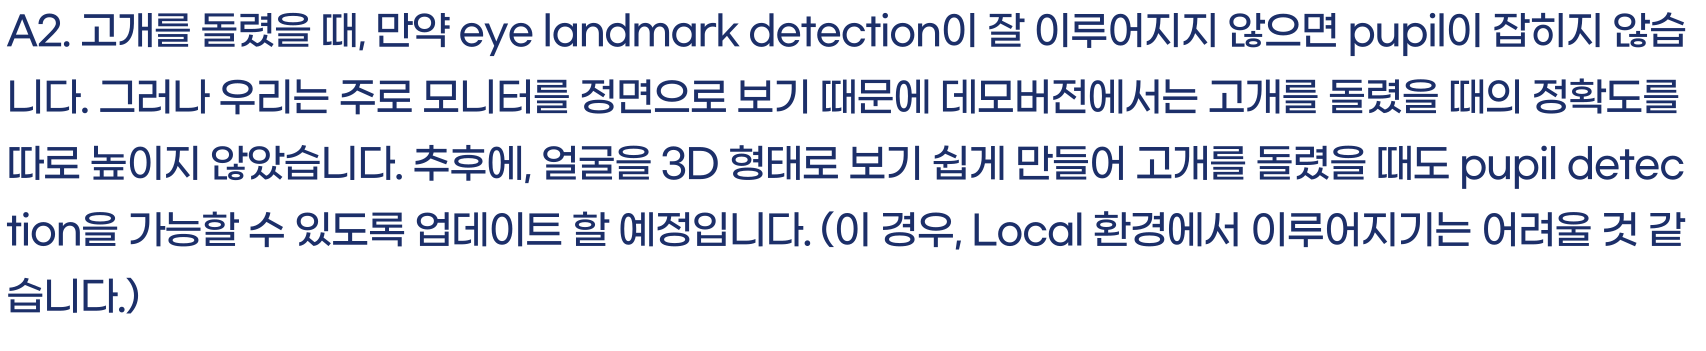 A2. 고개를 돌렸을 때, 만약 eye landmark detection이 잘 이루어지지 않으면 pupil이 잡히지 않습
니다. 그러나 우리는 주로 모니터를 정면으로 보기 때문에 데모버전에서는 고개를 돌렸을 때의 정확도를
따로 높이지 않았습니다. 추후에, 얼굴을 3D 형태로 보기 쉽게 만들어 고개를 돌렸을 때도 pupil detec
tion을 가능할 수 있도록 업데이트 할 예정입니다. (이 경우, Local 환경에서 이루어지기는 어려울 것 같
습니다.)